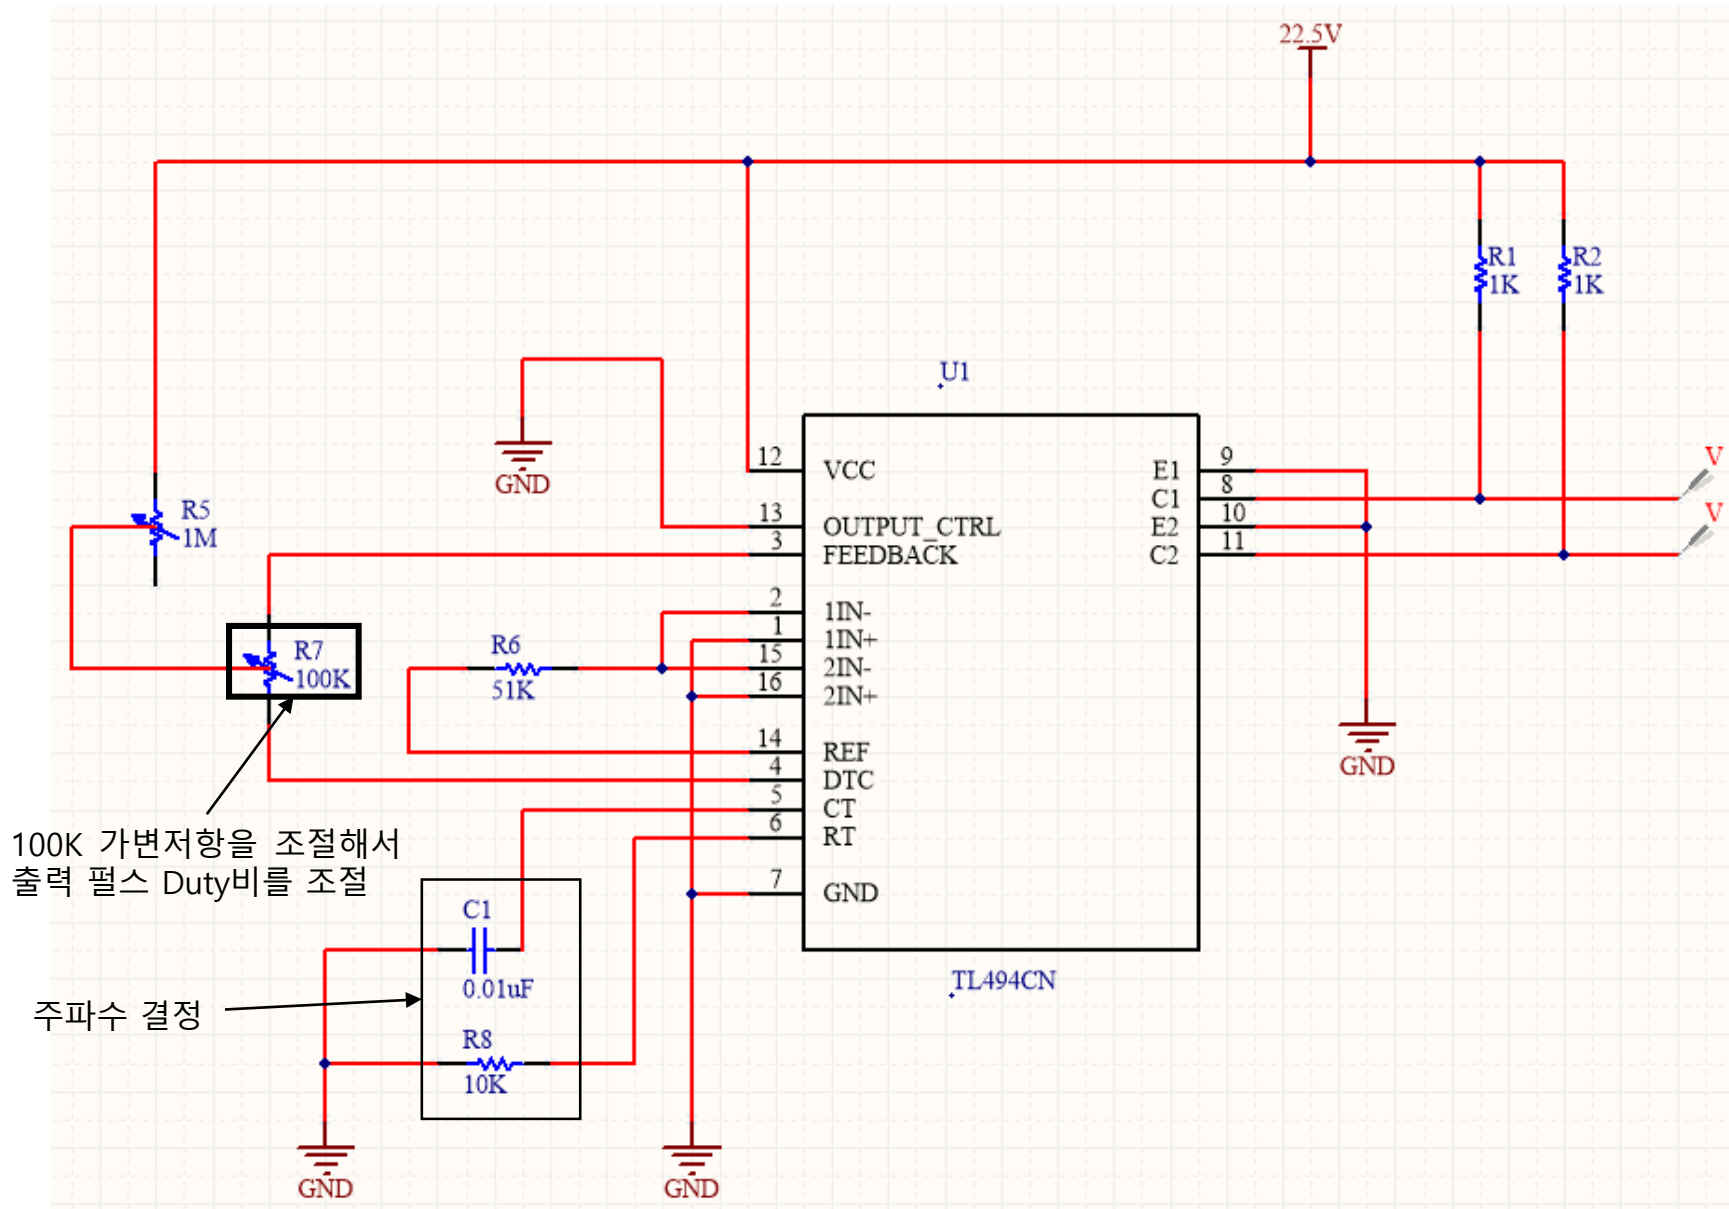 22.5V
R1
1K
R2
1K
U1
GND
12
VCC
13
OUTPUT_CTRL
3
FEEDBACK
2
1IN-
1
1IN+
15
2IN-
16
2IN+
14
REF
4
DTC
5
CT
6
RT
7
GND
E1
9
C1
8
E2
10
C2
11
V
V
R5
1M
R7
100K
R6
51K
GND
100K 가변저항을 조절해서
출력 펄스 Duty비를 조절
C1
0.01uF
TL494CN
주파수 결정
R8
10K
GND
GND